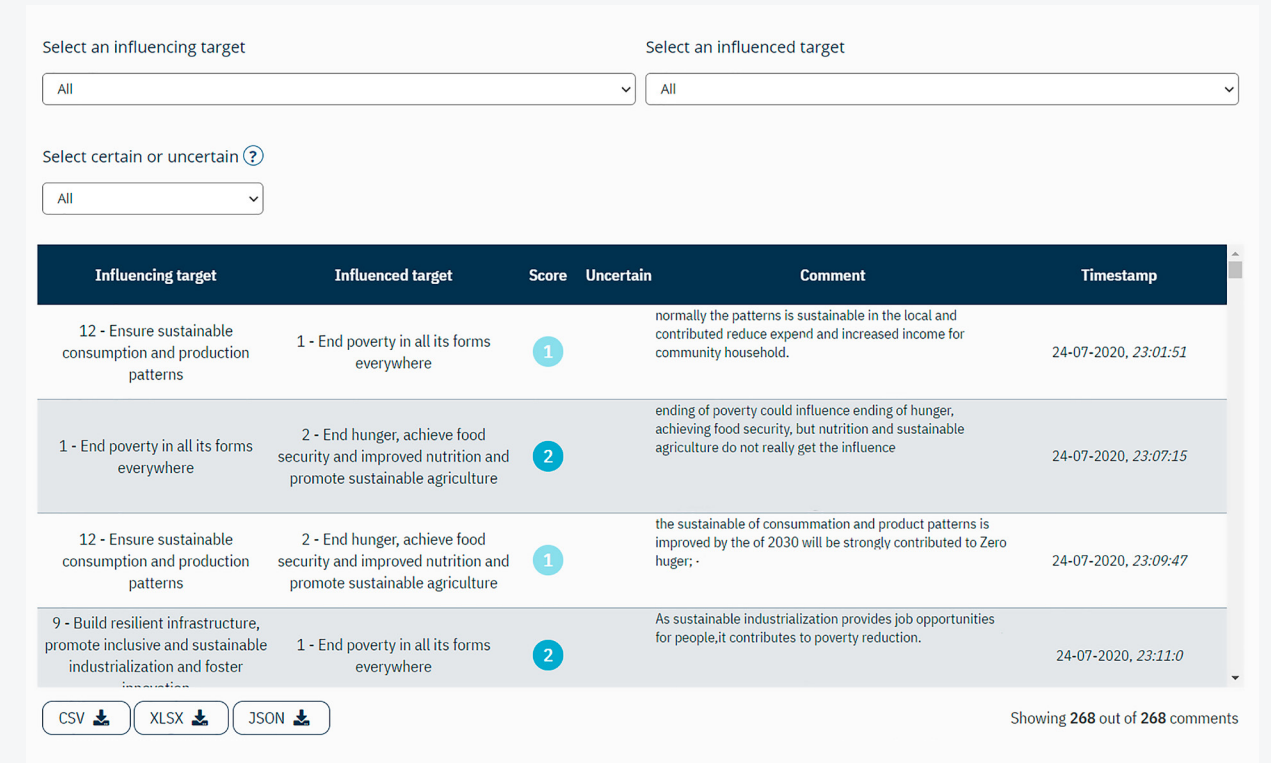 Select an influencing target
Select an influenced target
All
All
Select certain or uncertain ?
All
Influencing target Influenced target Score Uncertain Comment Timestamp
12 - Ensure sustainable
consumption and production
patterns
1 - End poverty in all its forms
everywhere
1
normally the patterns is sustainable in the local and
contributed reduce expend and increased income for
community household.
24-07-2020, 23:01:51
1 - End poverty in all its forms
everywhere
2 - End hunger, achieve food
security and improved nutrition and
promote sustainable agriculture
2
ending of poverty could influence ending of hunger,
achieving food security, but nutrition and sustainable
agriculture do not really get the influence
24-07-2020, 23:07:15
12 - Ensure sustainable
consumption and production
patterns
2 - End hunger, achieve food
security and improved nutrition and
promote sustainable agriculture
1
the sustainable of consummation and product patterns is
improved by the of 2030 will be strongly contributed to Zero
huger; ·
24-07-2020, 23:09:47
9 - Build resilient infrastructure,
promote inclusive and sustainable
industrialization and foster
innovation
1 - End poverty in all its forms
everywhere
2
As sustainable industrialization provides job opportunities
for people,it contributes to poverty reduction.
24-07-2020, 23:11:0
CSV XLSX JSON
Showing 268 out of 268 comments